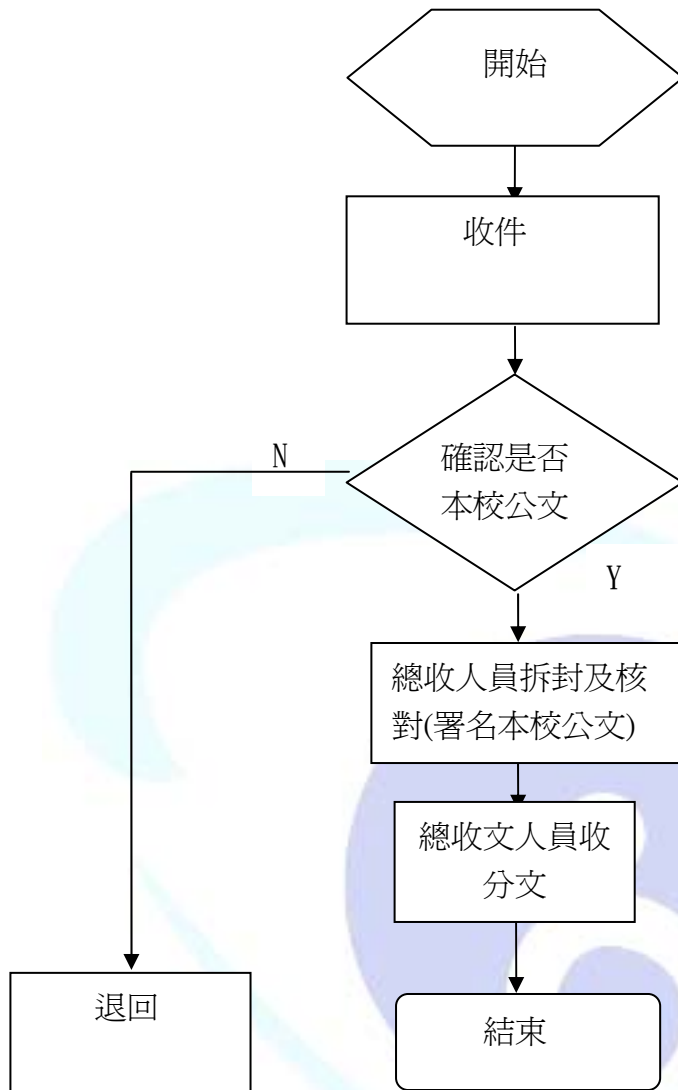 開始
收件
N
確認是否
本校公文
Y
總收人員拆封及核
對(署名本校公文)
總收文人員收
分文
退回
結束